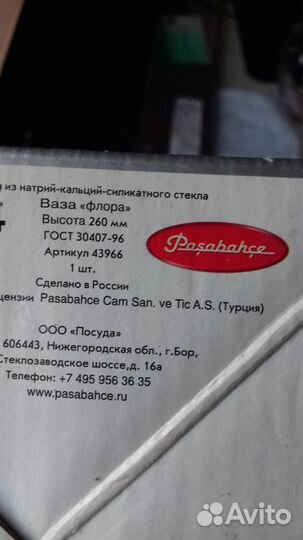 из натрий-кальций-силикатного стекла
Ваза «флора»
Высота 260 мм
ГОСТ 30407-96
Артикул 43966
1 шт.
Paşabahçe
Сделано в России
Pasabahce Cam San. ve Tic A.S. (Турция)
ООО «Посуда»
606443, Нижегородская обл., г.Бор,
Стеклозаводское шоссе,д. 16а
Телефон: +7 495 956 36 35
www.pasabahce.ru
Avito